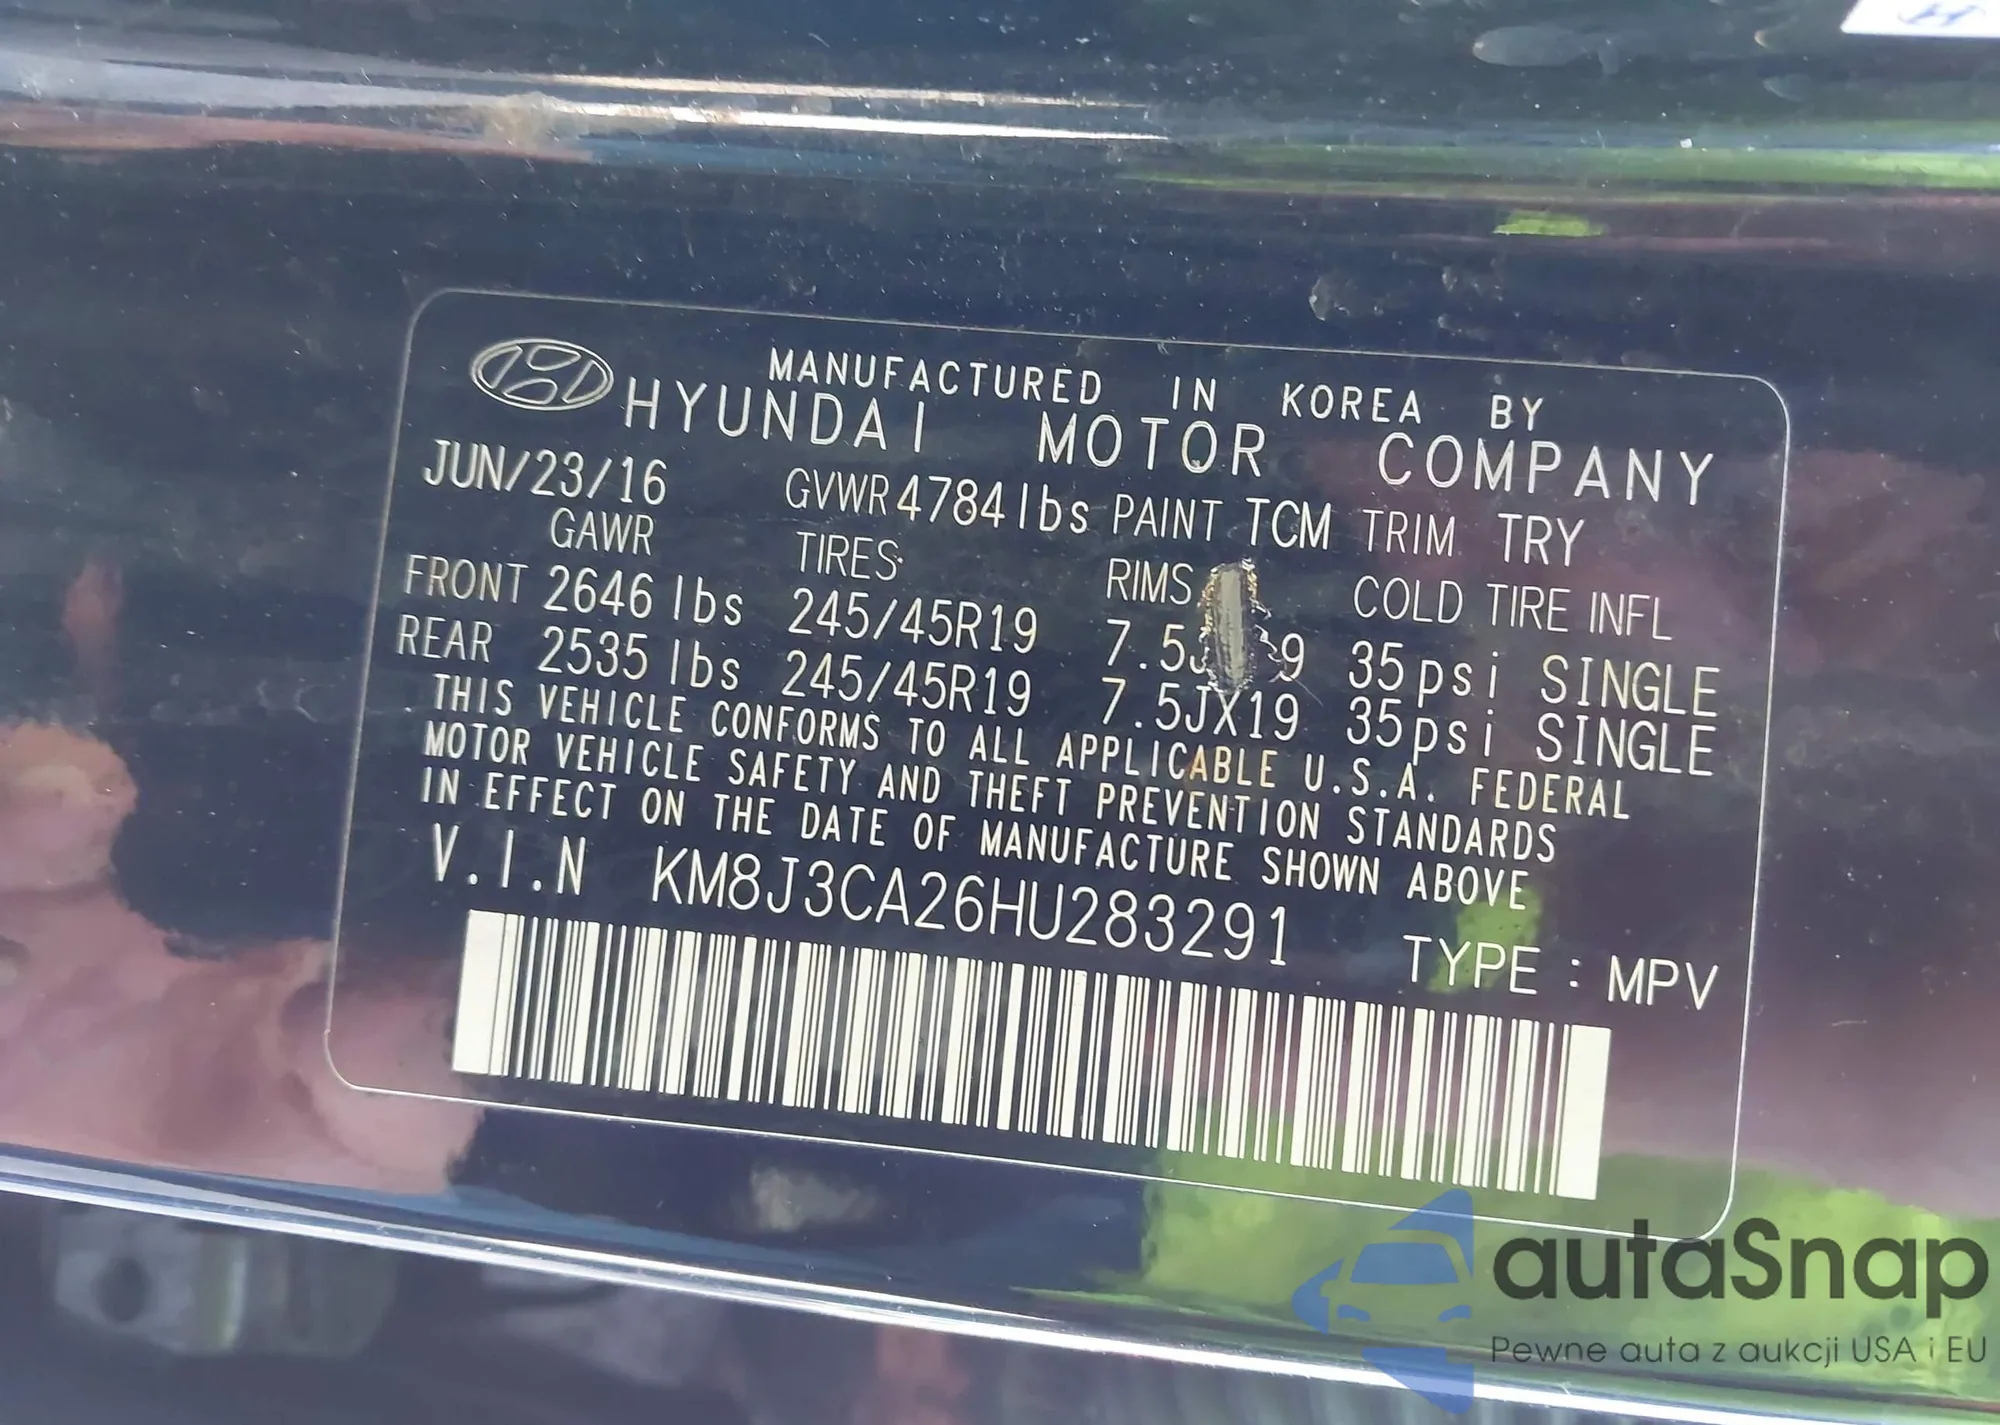 MANUFACTURED IN KOREA BY
HYUNDAI MOTOR COMPANY
JUN/23/16 GVWR 4784lbs PAINT TCM TRIM TRY
GAWR TIRES RIMS COLD TIRE INFL
FRONT 2646 lbs 245/45R19 35psi SINGLE
REAR 2535 lbs 245/45R19 7.5JX19 35psi SINGLE
THIS VEHICLE CONFORMS TO ALL APPLICABLE U.S.A. FEDERAL
MOTOR VEHICLE SAFETY AND THEFT PREVENTION STANDARDS
IN EFFECT ON THE DATE OF MANUFACTURE SHOWN ABOVE
V.I.N KM8J3CA26HU283291
TYPE : MPV
autaSnap
Pewne auta z aukcji USA i EU